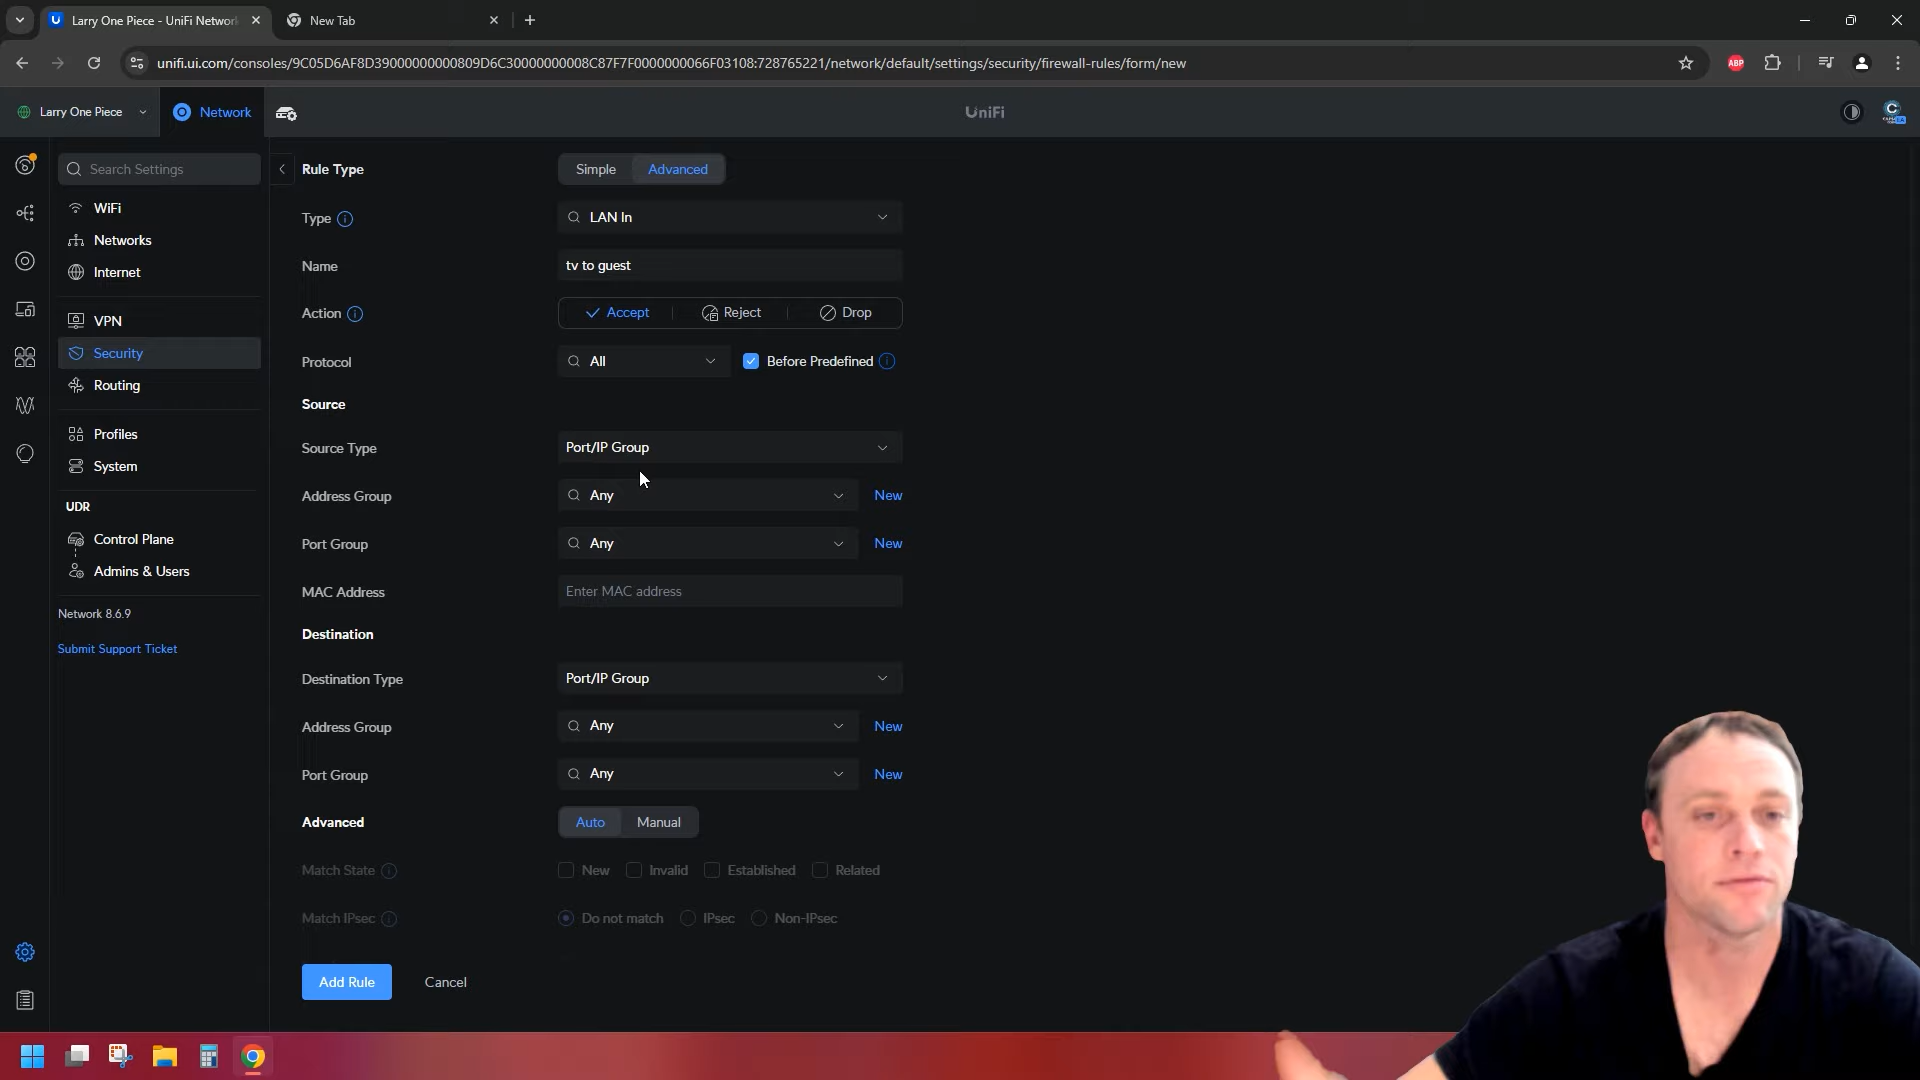 Larry One Piece - UniFi Network
New Tab
unifi.ui.com/consoles/9C05D6AF8D39000000000809D6C30000000008C87F7F0000000066F03108:728765221/network/default/settings/security/firewall-rules/form/new
ABP
Larry One Piece
Network
UniFi
Search Settings
WiFi
Networks
Internet
VPN
Security
Routing
Profiles
System
UDR
Control Plane
Admins & Users
Network 8.6.9
Submit Support Ticket
Rule Type
Simple
Advanced
Type
LAN In
Name
tv to guest
Action
Accept
Reject
Drop
Protocol
All
Before Predefined
Source
Source Type
Port/IP Group
Address Group
Any
New
Port Group
Any
New
MAC Address
Enter MAC address
Destination
Destination Type
Port/IP Group
Address Group
Any
New
Port Group
Any
New
Advanced
Auto
Manual
Match State
New
Invalid
Established
Related
Match IPsec
Do not match
IPsec
Non-IPsec
Add Rule
Cancel